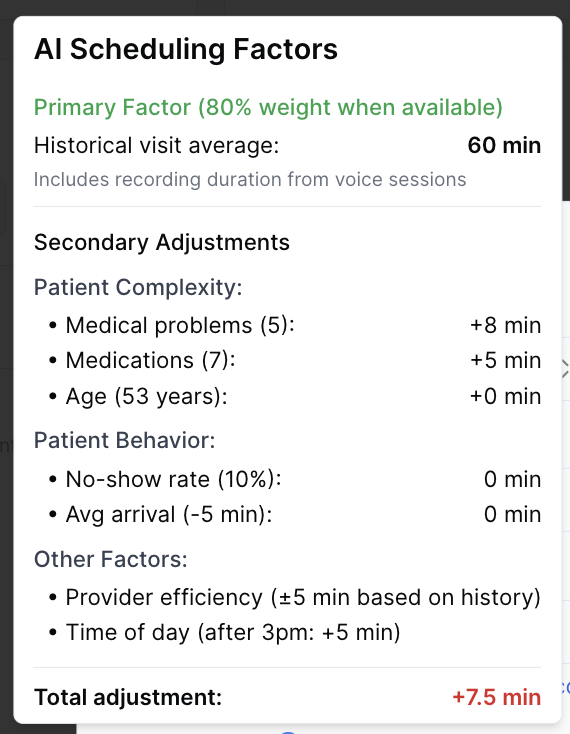 AI Scheduling Factors
Primary Factor (80% weight when available)
Historical visit average: 60 min
Includes recording duration from voice sessions
Secondary Adjustments
Patient Complexity:
• Medical problems (5): +8 min
• Medications (7): +5 min
• Age (53 years): +0 min
Patient Behavior:
• No-show rate (10%): 0 min
• Avg arrival (-5 min): 0 min
Other Factors:
• Provider efficiency (±5 min based on history)
• Time of day (after 3pm: +5 min)
Total adjustment: +7.5 min